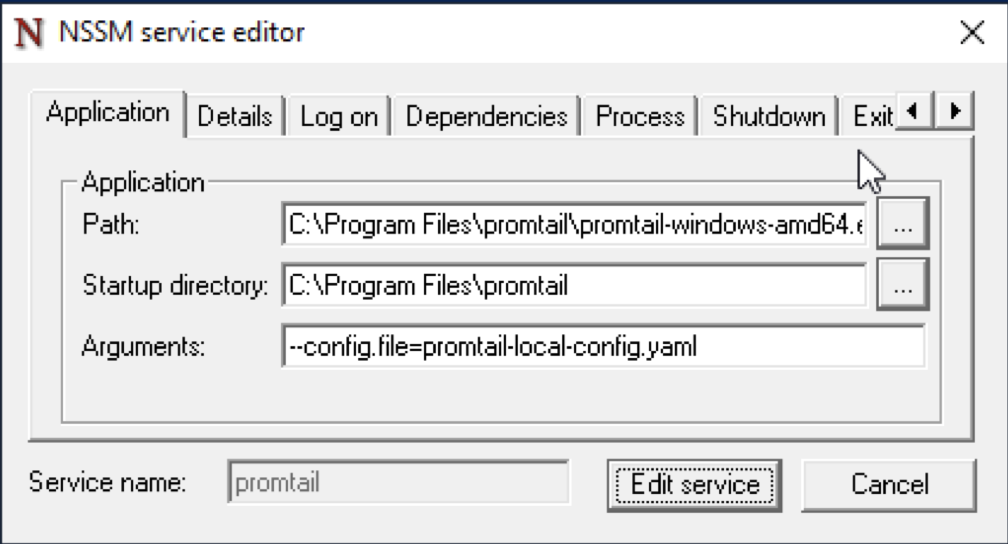 N NSSM service editor
Application Details Log on Dependencies Process Shutdown Exit
Application
Path: C:\Program Files\promtail\promtail-windows-amd64.e ...
Startup directory: C:\Program Files\promtail ...
Arguments: --config.file=promtail-local-config.yaml
Service name: promtail Edit service Cancel